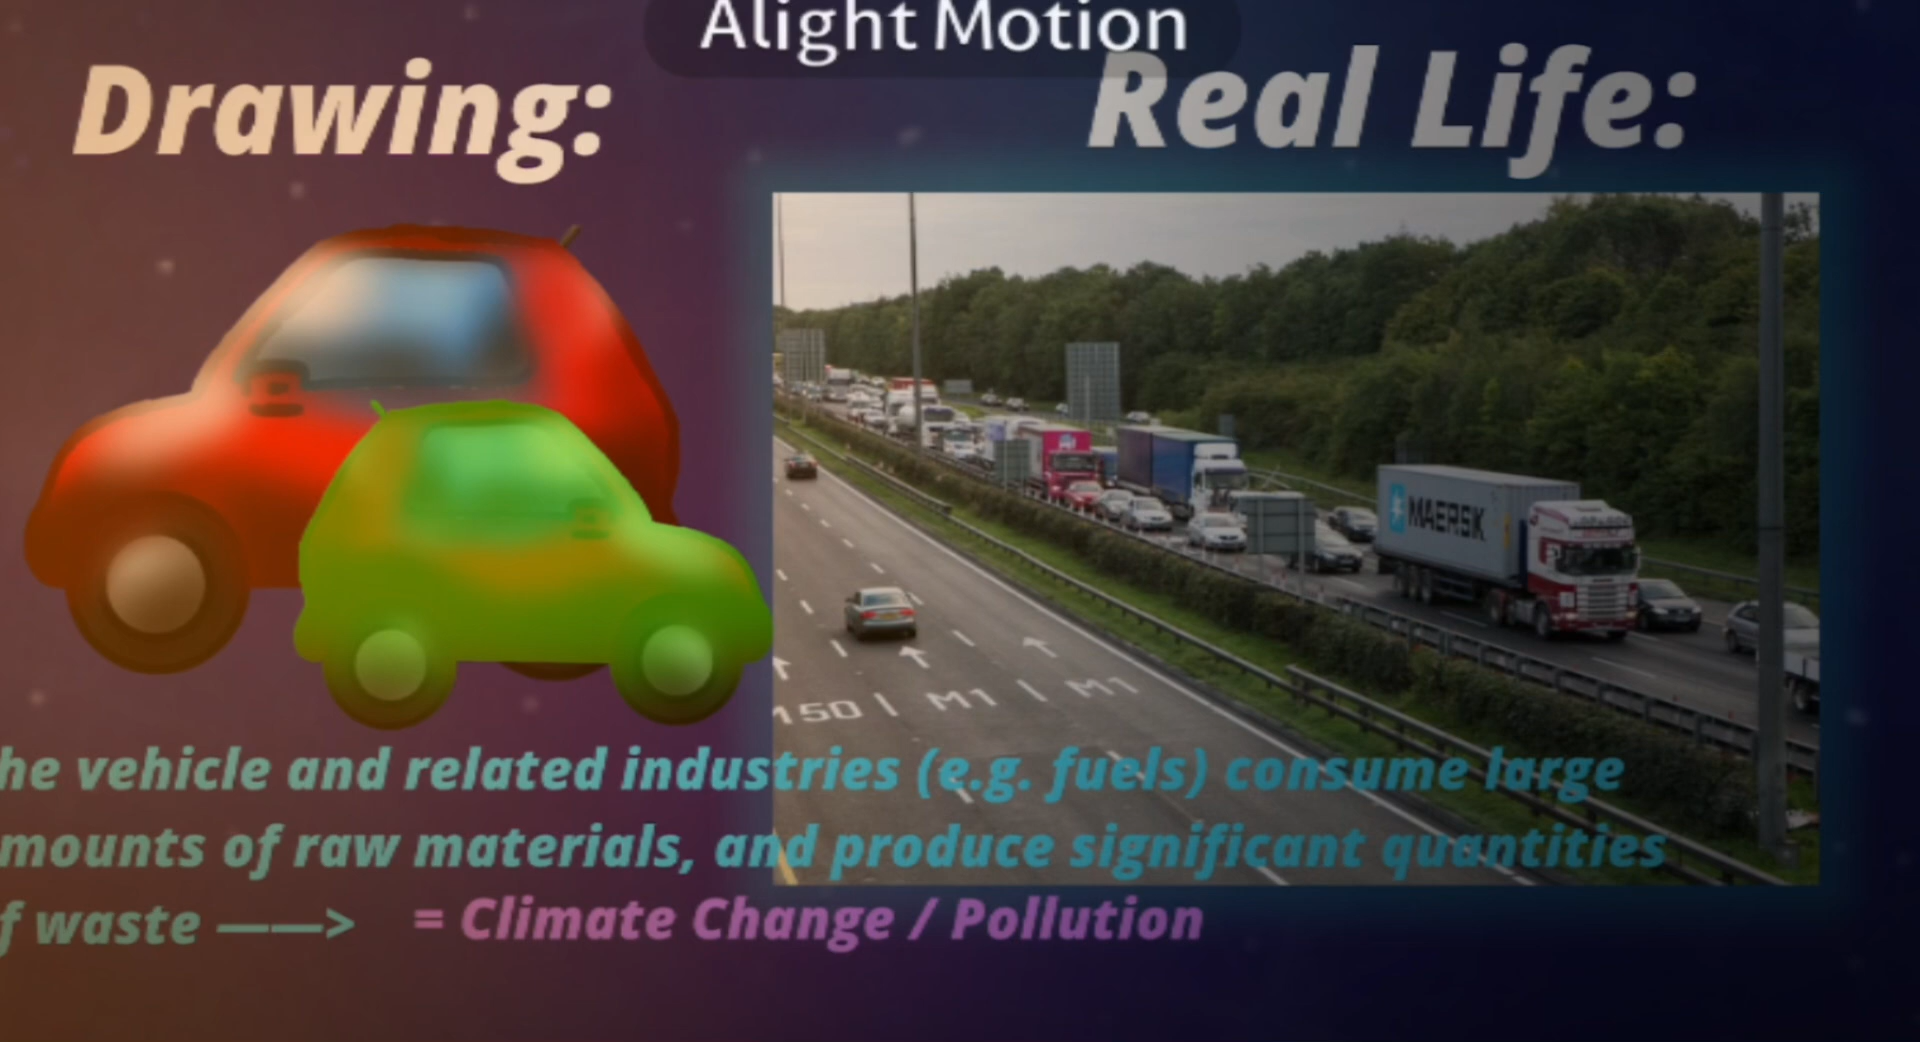 Alight Motion
Drawing:
Real Life:
MAERSK
150 | M1 | M1
he vehicle and related industries (e.g. fuels) consume large
mounts of raw materials, and produce significant quantities
f waste ——> = Climate Change / Pollution